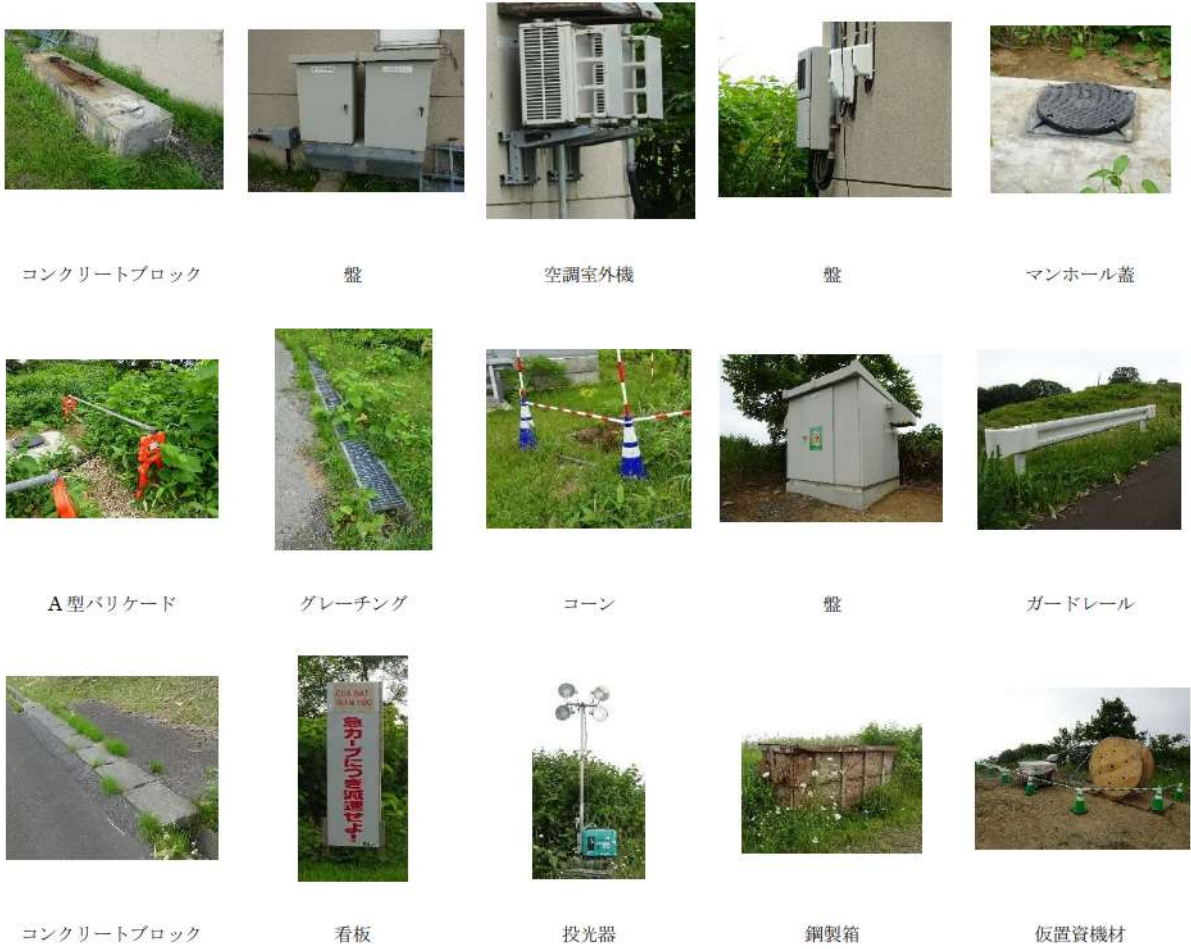 コンクリートブロック
盤
空調室外機
盤
マンホール蓋
A型バリケード
グレーチング
コーン
盤
ガードレール
急カーブにつき減速せよ!
コンクリートブロック
看板
投光器
鋼製箱
仮置資機材